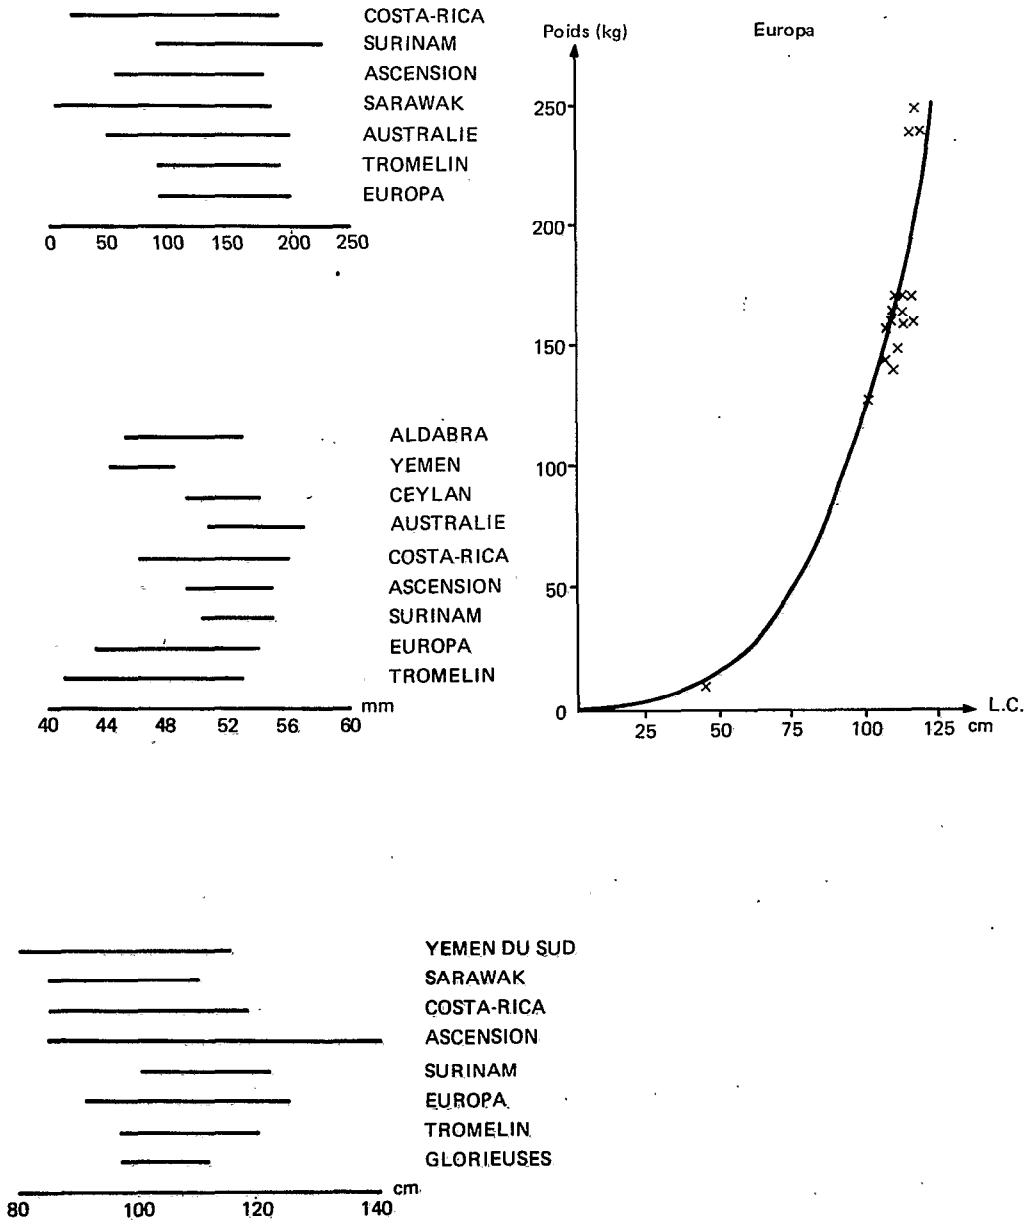 COSTA-RICA
SURINAM
ASCENSION
SARAWAK
AUSTRALIE
TROMELIN
EUROPA
0 50 100 150 200 250
Poids (kg)
Europa
250
200
150
100
50
0
25 50 75 100 125 cm
L.C.
ALDABRA
YEMEN
CEYLAN
AUSTRALIE
COSTA-RICA
ASCENSION
SURINAM
EUROPA
TROMELIN
mm
40 44 48 52 56 60
YEMEN DU SUD
SARAWAK
COSTA-RICA
ASCENSION
SURINAM
EUROPA
TROMELIN
GLORIEUSES
cm
80 100 120 140